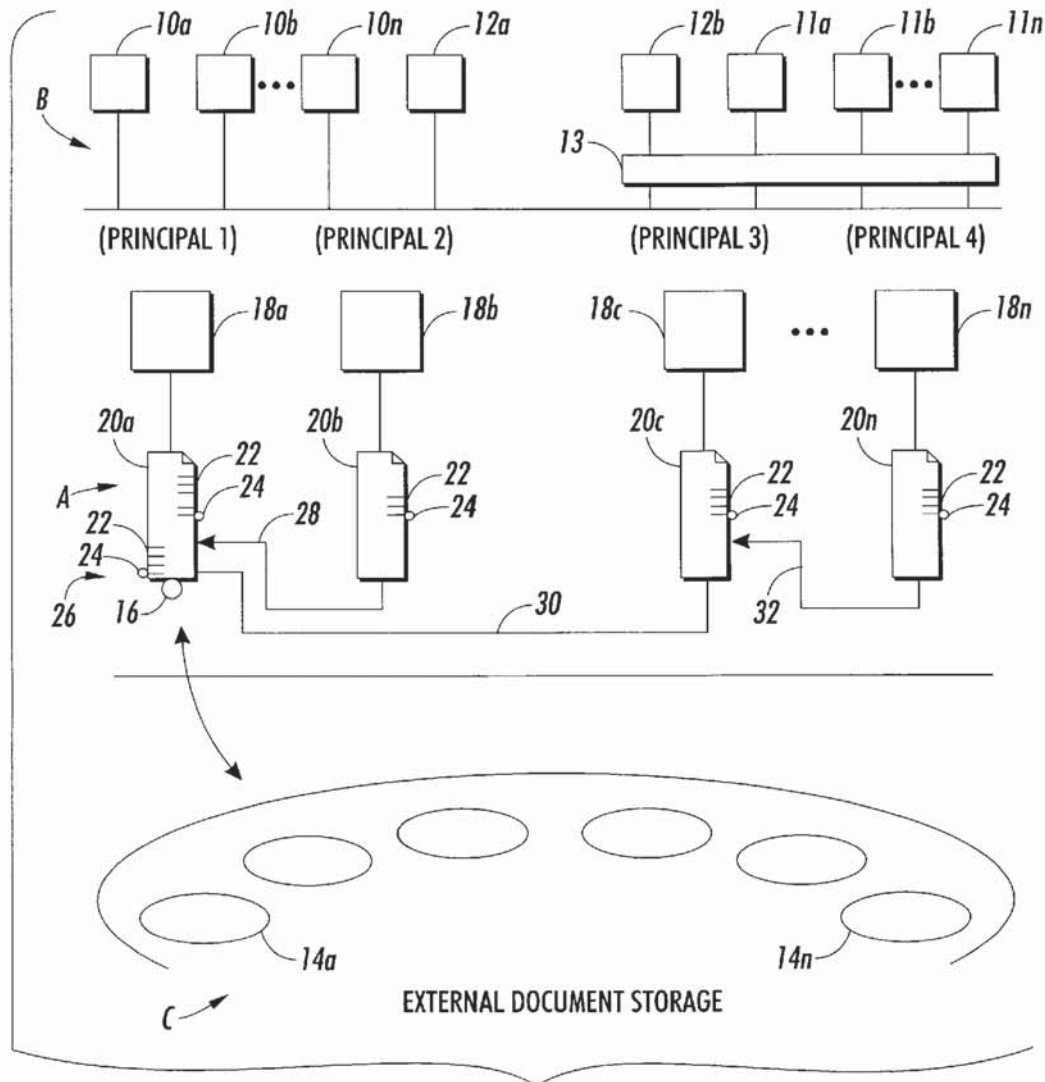 10a 10b 10n 12a 12b 11a 11b 11n
B
13
(PRINCIPAL 1) (PRINCIPAL 2) (PRINCIPAL 3) (PRINCIPAL 4)
18a 18b 18c 18n
20a 20b 20c 20n
22 22 22 22
A
24 24 24 24
22 28
24
26 16 30 32
14a 14n
C EXTERNAL DOCUMENT STORAGE